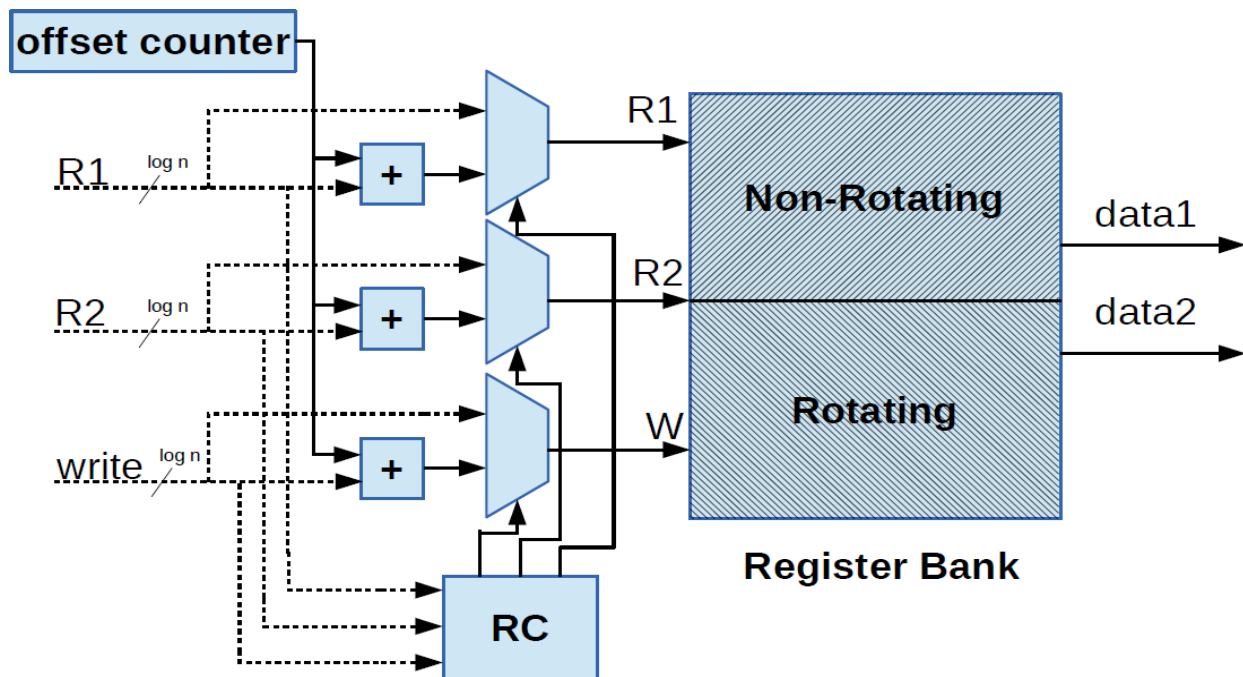 offset counter
R1
log n
+
R1
Non-Rotating
data1
R2
log n
+
R2
data2
Rotating
write
log n
+
W
RC
Register Bank